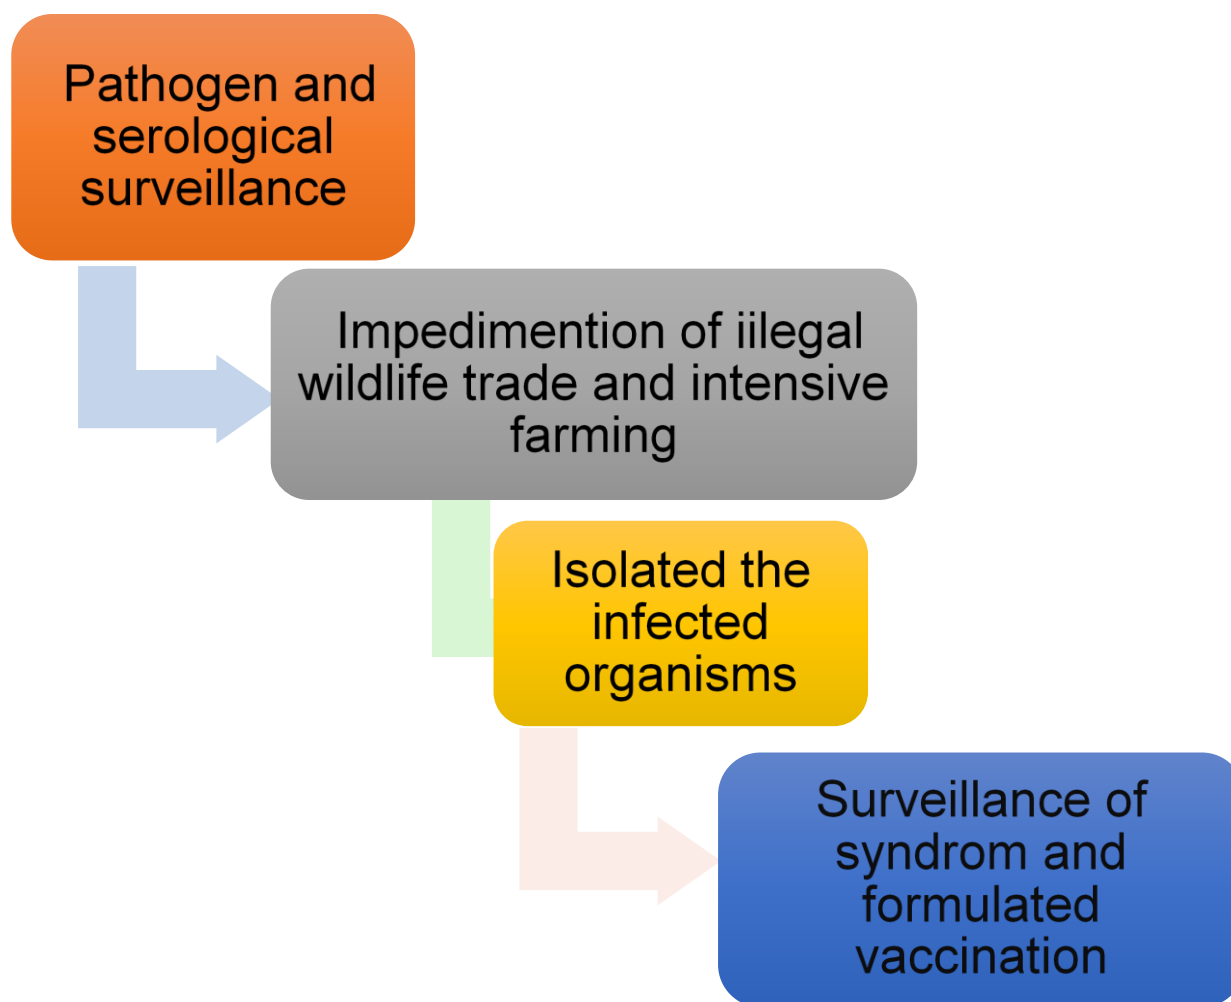 Pathogen and
serological
surveillance
Impedimention of iilegal
wildlife trade and intensive
farming
Isolated the
infected
organisms
Surveillance of
syndrom and
formulated
vaccination